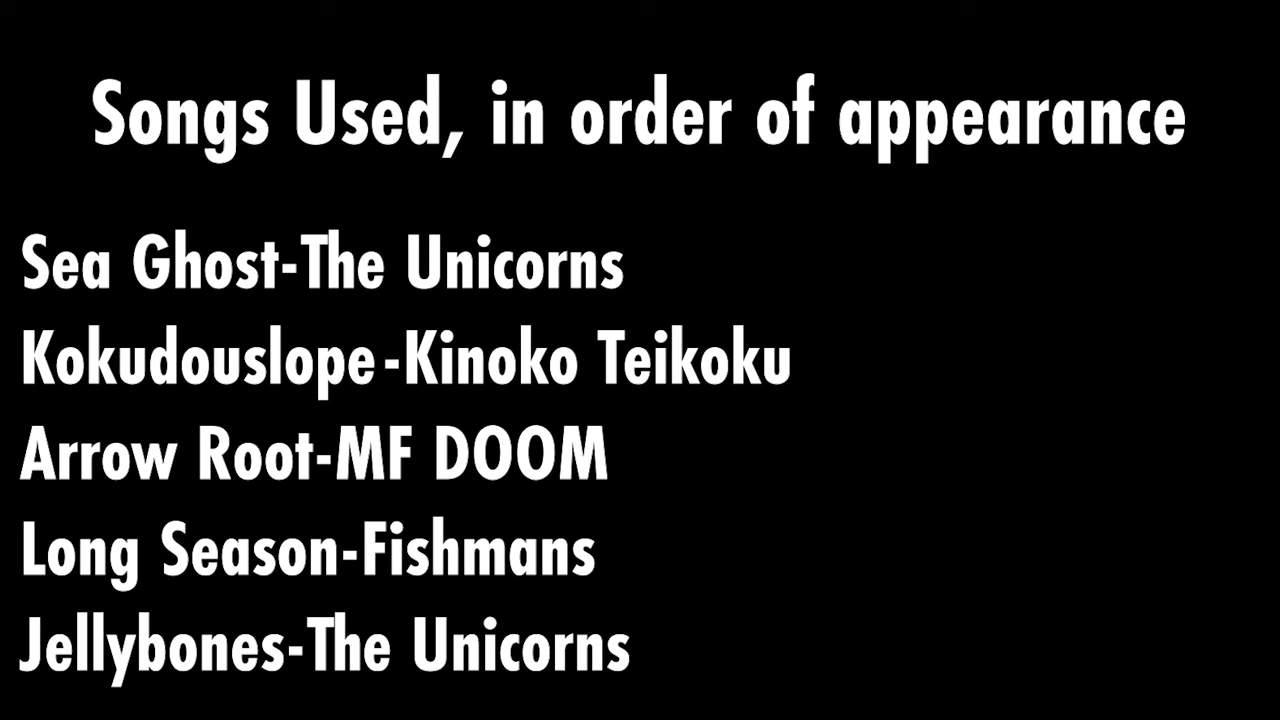 Songs Used, in order of appearance
Sea Ghost-The Unicorns
Kokudouslope-Kinoko Teikoku
Arrow Root-MF DOOM
Long Season-Fishmans
Jellybones-The Unicorns